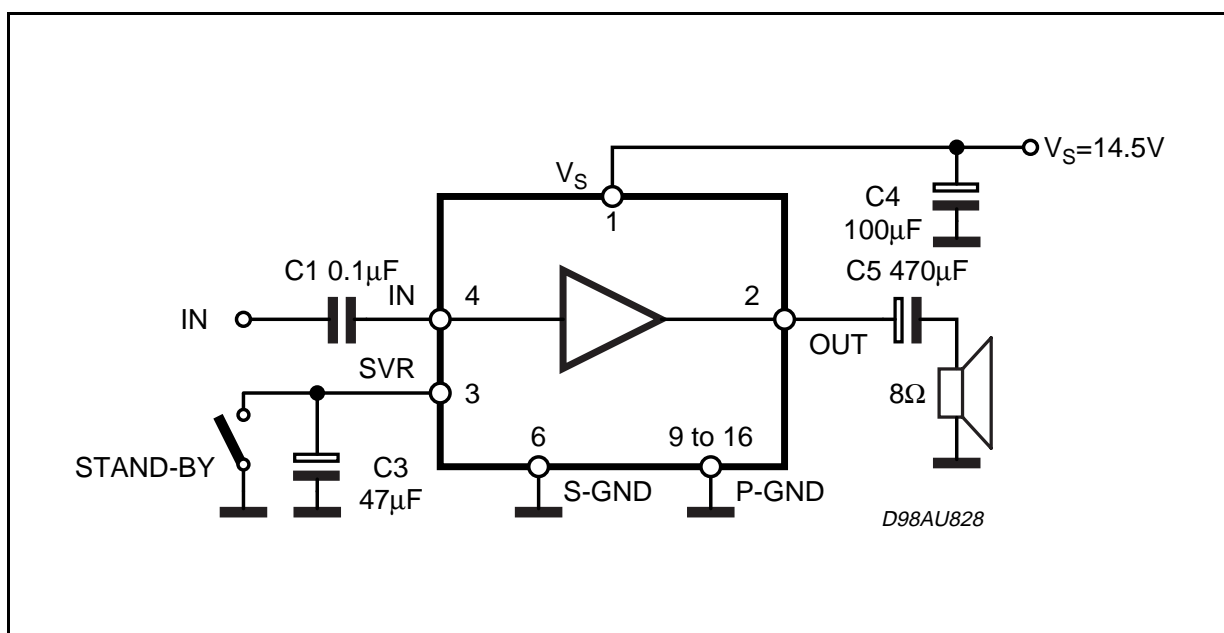 V_S=14.5V
V_S
1
C4
100μF
C1 0.1μF
IN
4
2
C5 470μF
IN
OUT
SVR
3
8Ω
STAND-BY
C3
47μF
6
9 to 16
S-GND
P-GND
D98AU828